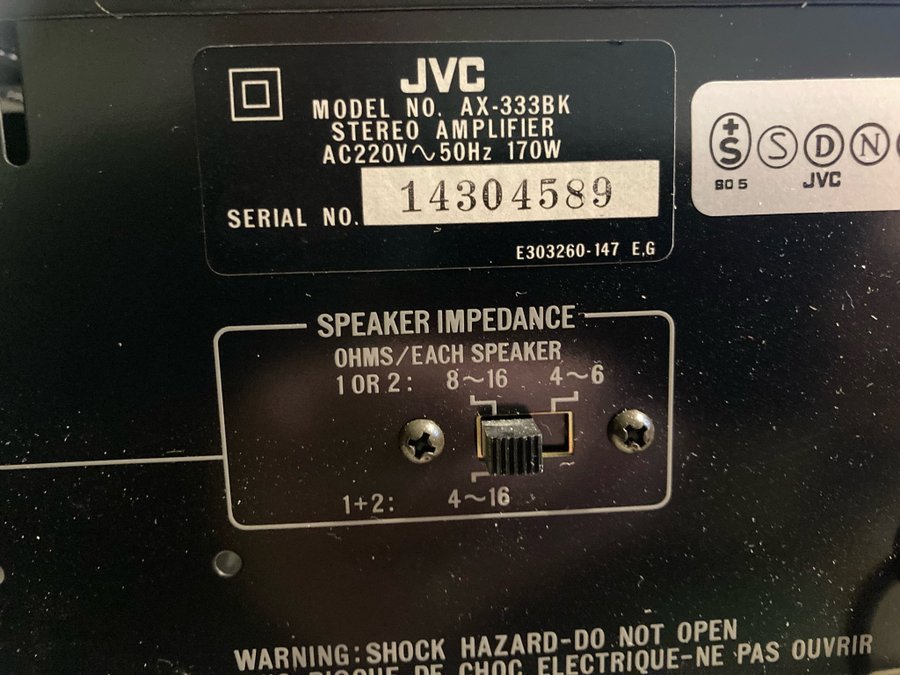 JVC
MODEL NO. AX-333BK
STEREO AMPLIFIER
AC220V∿50Hz 170W
SERIAL NO. 14304589
E303260-147 E,G
+S S D N
SO 5 JVC
SPEAKER IMPEDANCE
OHMS/EACH SPEAKER
1 OR 2: 8~16 4~6
1+2: 4~16
WARNING: SHOCK HAZARD-DO NOT OPEN
RISQUE DE CHOC ELECTRIQUE-NE PAS OUVRIR